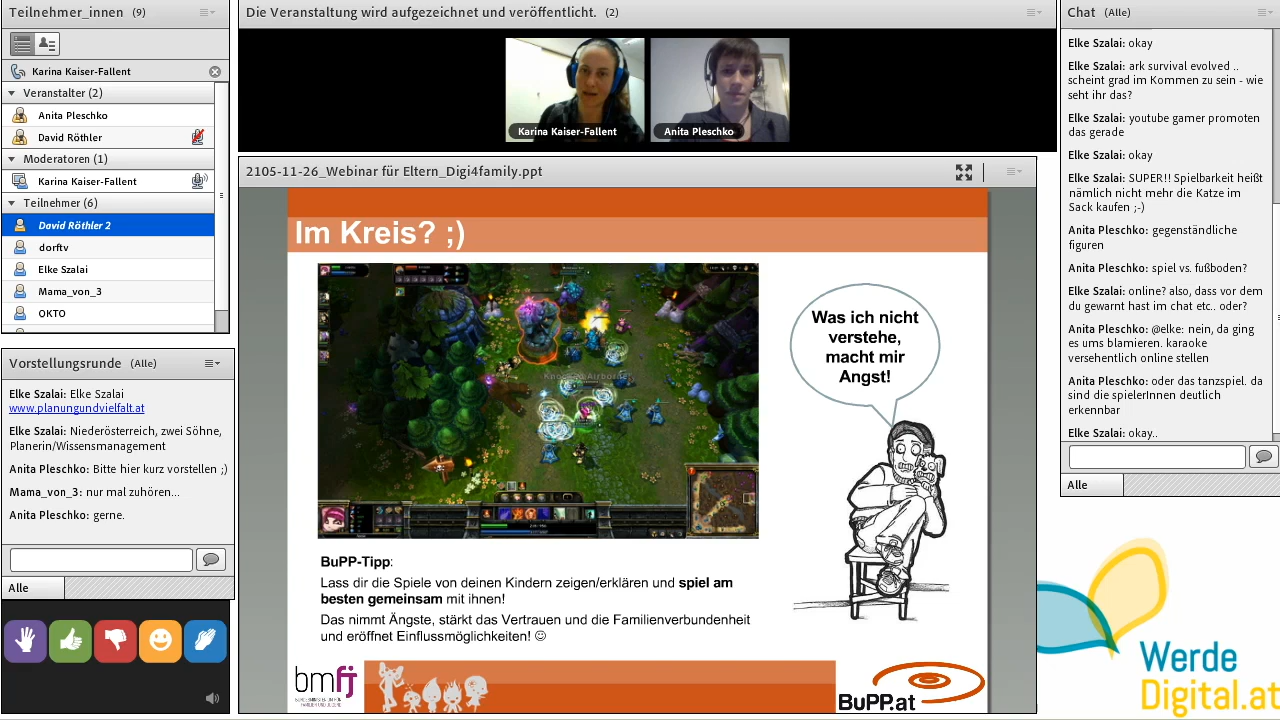 Teilnehmer_innen (9)
Karina Kaiser-Fallent
Veranstalter (2)
Anita Pleschko
David Röthler
Moderatoren (1)
Karina Kaiser-Fallent
Teilnehmer (6)
David Röthler 2
dorftv
Elke Szalai
Mama_von_3
OKTO
Vorstellungsrunde (Alle)
Elke Szalai: Elke Szalai
www.planungundvielfalt.at
Elke Szalai: Niederösterreich, zwei Söhne,
Planerin/Wissensmanagement
Anita Pleschko: Bitte hier kurz vorstellen ;)
Mama_von_3: nur mal zuhören...
Anita Pleschko: gerne.
Alle
Die Veranstaltung wird aufgezeichnet und veröffentlicht. (2)
Karina Kaiser-Fallent
Anita Pleschko
2105-11-26_Webinar für Eltern_Digi4family.ppt
Im Kreis? ;)
Was ich nicht
verstehe,
macht mir
Angst!
BuPP-Tipp:
Lass dir die Spiele von deinen Kindern zeigen/erklären und spiel am
besten gemeinsam mit ihnen!
Das nimmt Ängste, stärkt das Vertrauen und die Familienverbundenheit
und eröffnet Einflussmöglichkeiten! ☺
bmfj
BuPP.at
Chat (Alle)
Elke Szalai: okay
Elke Szalai: ark survival evolved ..
scheint grad im Kommen zu sein - wie
seht ihr das?
Elke Szalai: youtube gamer promoten
das gerade
Elke Szalai: okay
Elke Szalai: SUPER!! Spielbarkeit heißt
nämlich nicht mehr die Katze im
Sack kaufen ;-)
Anita Pleschko: gegenständliche
figuren
Anita Pleschko: spiel vs. fußboden?
Elke Szalai: online? also, dass vor dem
du gewarnt hast im chat etc. oder?
Anita Pleschko: @elke: nein, da ging
es ums blamieren. karaoke
versehentlich online stellen
Anita Pleschko: oder das tanzspiel. da
sind die spielerInnen deutlich
erkennbar
Elke Szalai: okay..
Alle
Werde
Digital.at